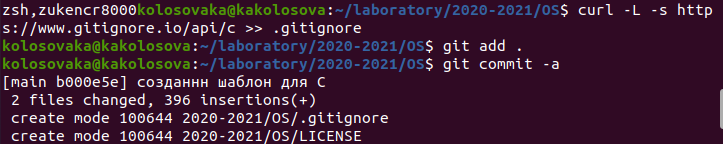 zsh,zukencr8000kolosovaka@kakolosova:~/laboratory/2020-2021/OS$ curl -L -s http
s://www.gitignore.io/api/c >> .gitignore
kolosovaka@kakolosova:~/laboratory/2020-2021/OS$ git add .
kolosovaka@kakolosova:~/laboratory/2020-2021/OS$ git commit -a
[main b000e5e] созданнн шаблон для С
 2 files changed, 396 insertions(+)
 create mode 100644 2020-2021/OS/.gitignore
 create mode 100644 2020-2021/OS/LICENSE